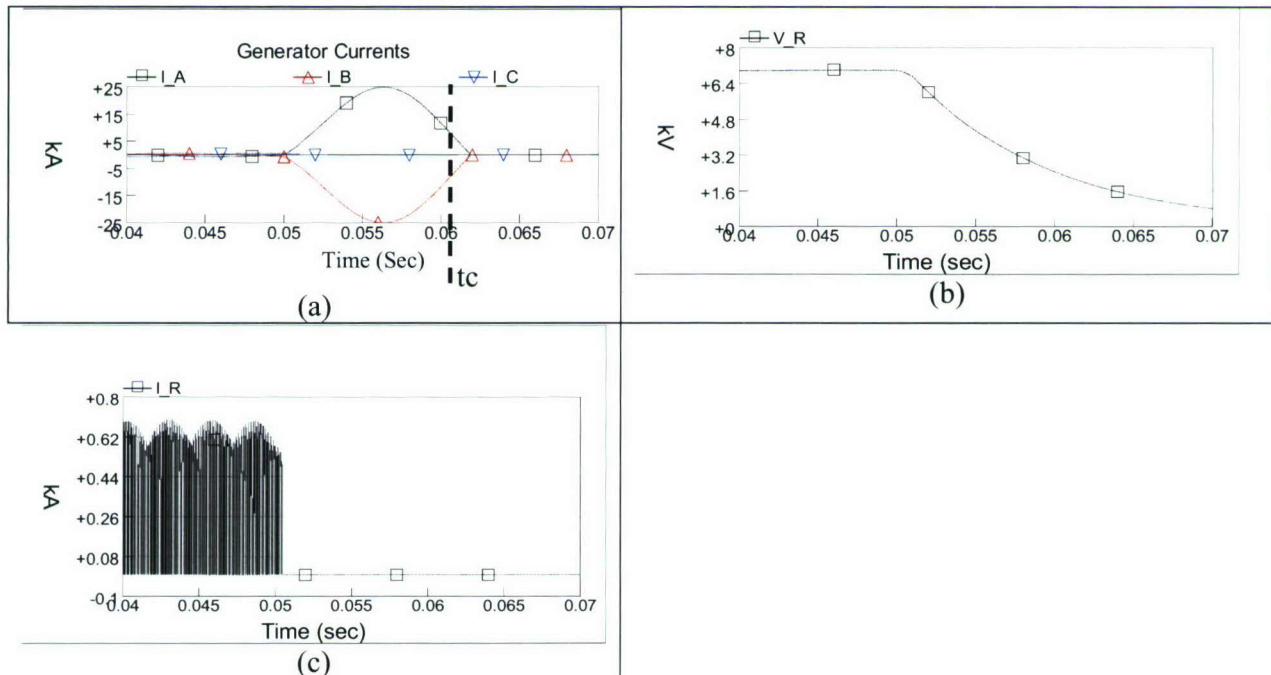 Generator Currents
I_A I_B I_C
+25
+15
+5
-5
-15
-25
kA
0.04 0.045 0.05 0.055 0.06 0.065 0.07
Time (Sec)
tc
(a)
V_R
+8
+6.4
+4.8
+3.2
+1.6
+0
kV
0.04 0.045 0.05 0.055 0.06 0.065 0.07
Time (sec)
(b)
I_R
+0.8
+0.62
+0.44
+0.26
+0.08
-0.1
kA
0.04 0.045 0.05 0.055 0.06 0.065 0.07
Time (sec)
(c)